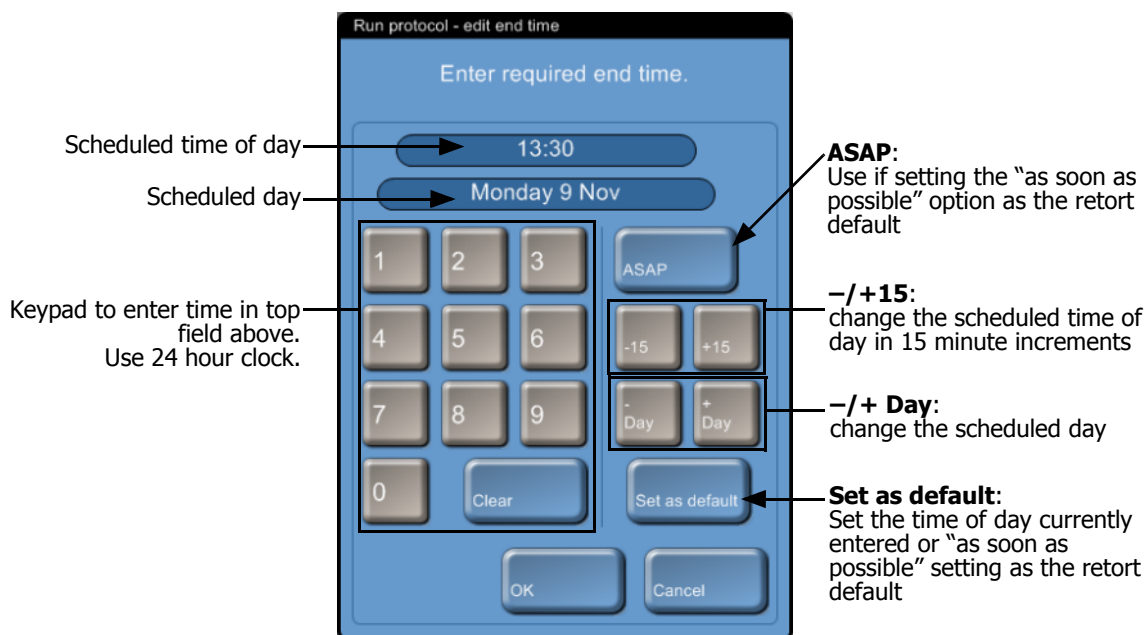 Run protocol - edit end time
Enter required end time.
Scheduled time of day
13:30
Scheduled day
Monday 9 Nov
Keypad to enter time in top
field above.
Use 24 hour clock.
1 2 3
4 5 6
7 8 9
0 Clear
ASAP
-15 +15
- Day + Day
Set as default
OK Cancel
ASAP:
Use if setting the “as soon as
possible” option as the retort
default
–/+15:
change the scheduled time of
day in 15 minute increments
–/+ Day:
change the scheduled day
Set as default:
Set the time of day currently
entered or “as soon as
possible” setting as the retort
default